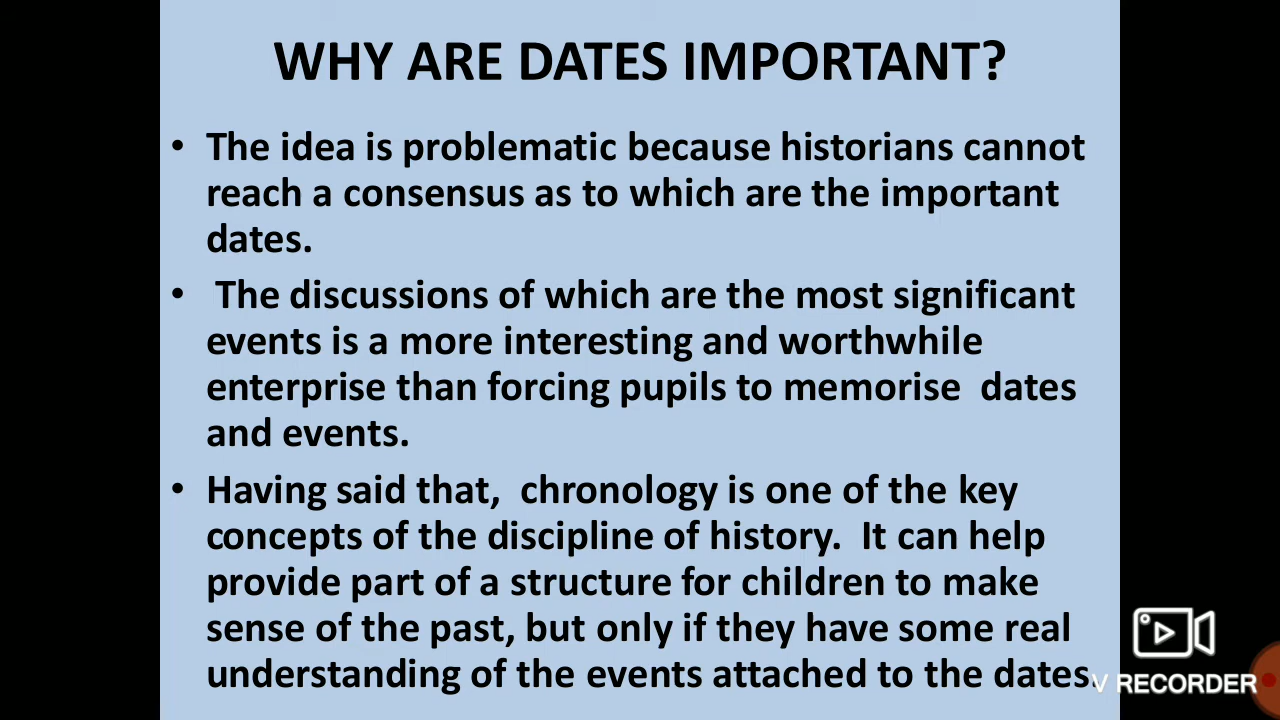 WHY ARE DATES IMPORTANT?
• The idea is problematic because historians cannot
reach a consensus as to which are the important
dates.
• The discussions of which are the most significant
events is a more interesting and worthwhile
enterprise than forcing pupils to memorise  dates
and events.
• Having said that,  chronology is one of the key
concepts of the discipline of history.  It can help
provide part of a structure for children to make
sense of the past, but only if they have some real
understanding of the events attached to the dates.
V RECORDER